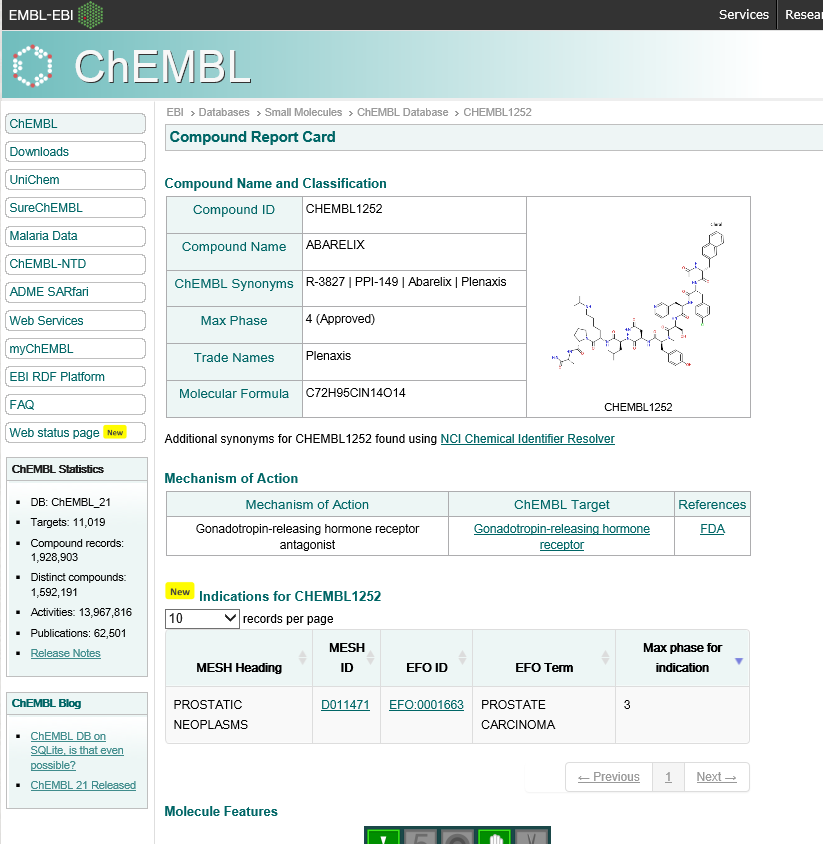 EMBL-EBI
Services
Resear
ChEMBL
EBI > Databases > Small Molecules > ChEMBL Database > CHEMBL1252
Compound Report Card
ChEMBL
Downloads
UniChem
SureChEMBL
Malaria Data
ChEMBL-NTD
ADME SARfari
Web Services
myChEMBL
EBI RDF Platform
FAQ
Web status page New
ChEMBL Statistics
DB: ChEMBL_21
Targets: 11,019
Compound records:
1,928,903
Distinct compounds:
1,592,191
Activities: 13,967,816
Publications: 62,501
Release Notes
ChEMBL Blog
ChEMBL DB on
SQLite, is that even
possible?
ChEMBL 21 Released
Compound Name and Classification
Compound ID CHEMBL1252
Compound Name ABARELIX
ChEMBL Synonyms R-3827 | PPI-149 | Abarelix | Plenaxis
Max Phase 4 (Approved)
Trade Names Plenaxis
Molecular Formula C72H95ClN14O14
CHEMBL1252
Additional synonyms for CHEMBL1252 found using NCI Chemical Identifier Resolver
Mechanism of Action
Mechanism of Action ChEMBL Target References
Gonadotropin-releasing hormone receptor
antagonist
Gonadotropin-releasing hormone
receptor
FDA
New Indications for CHEMBL1252
10 records per page
MESH Heading
MESH
ID
EFO ID
EFO Term
Max phase for
indication
PROSTATIC
NEOPLASMS
D011471
EFO:0001663
PROSTATE
CARCINOMA
3
← Previous 1 Next →
Molecule Features